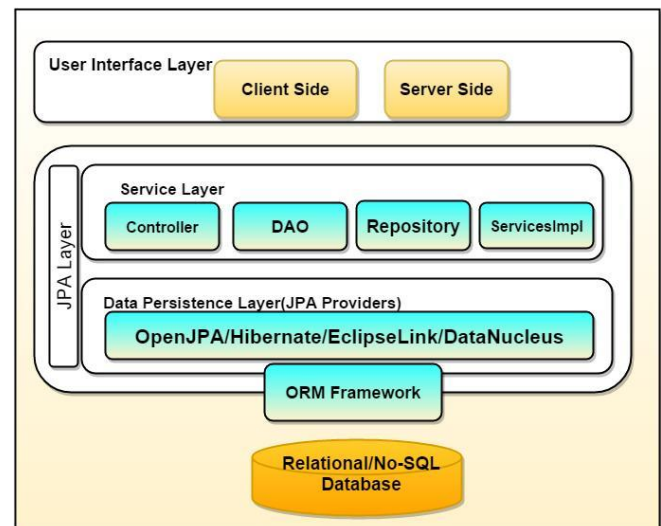 User Interface Layer
Client Side
Server Side
JPA Layer
Service Layer
Controller
DAO
Repository
ServicesImpl
Data Persistence Layer(JPA Providers)
OpenJPA/Hibernate/EclipseLink/DataNucleus
ORM Framework
Relational/No-SQL
Database